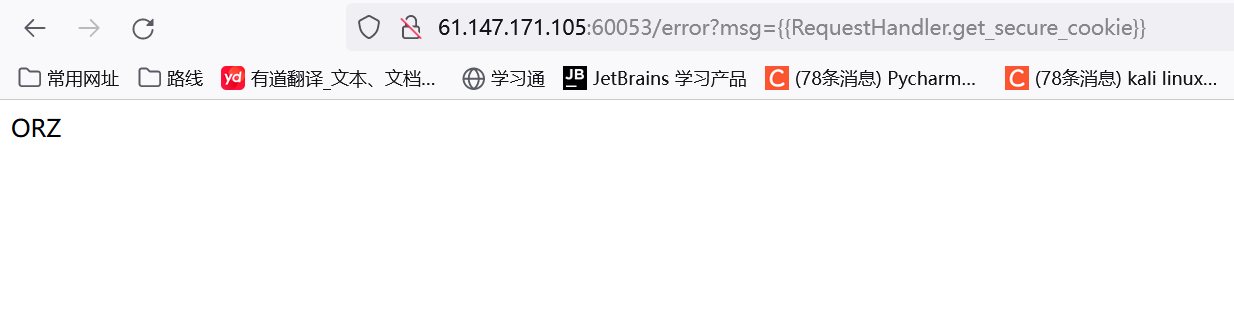 61.147.171.105:60053/error?msg={{RequestHandler.get_secure_cookie}}
常用网址 路线 yd 有道翻译_文本、文档... 学习通 JB JetBrains 学习产品 C (78条消息) Pycharm... C (78条消息) kali linux...
ORZ